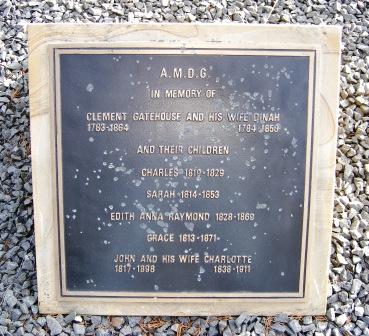 A.M.D.G.
IN MEMORY OF
CLEMENT GATEHOUSE AND HIS WIFE DINAH
1783-1864 1784-1850
AND THEIR CHILDREN
CHARLES 1810-1829
SARAH 1814-1853
EDITH ANNA RAYMOND 1828-1869
GRACE 1813-1871
JOHN AND HIS WIFE CHARLOTTE
1817-1898 1838-1911